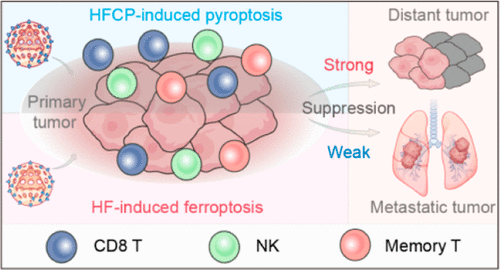 HFCP-induced pyroptosis
Distant tumor
Primary
tumor
Strong
Suppression
Weak
HF-induced ferroptosis
Metastatic tumor
CD8 T
NK
Memory T